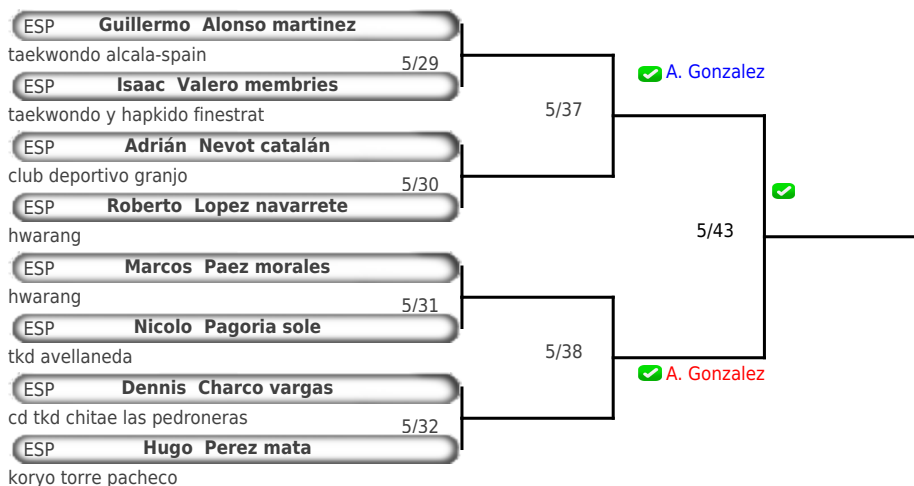 ESP Guillermo Alonso martinez
taekwondo alcala-spain
5/29
ESP Isaac Valero membries
taekwondo y hapkido finestrat
A. Gonzalez
5/37
ESP Adrián Nevot catalán
club deportivo granjo
5/30
ESP Roberto Lopez navarrete
hwarang
5/43
ESP Marcos Paez morales
hwarang
5/31
ESP Nicolo Pagoria sole
tkd avellaneda
5/38
A. Gonzalez
ESP Dennis Charco vargas
cd tkd chitae las pedroneras
5/32
ESP Hugo Perez mata
koryo torre pacheco